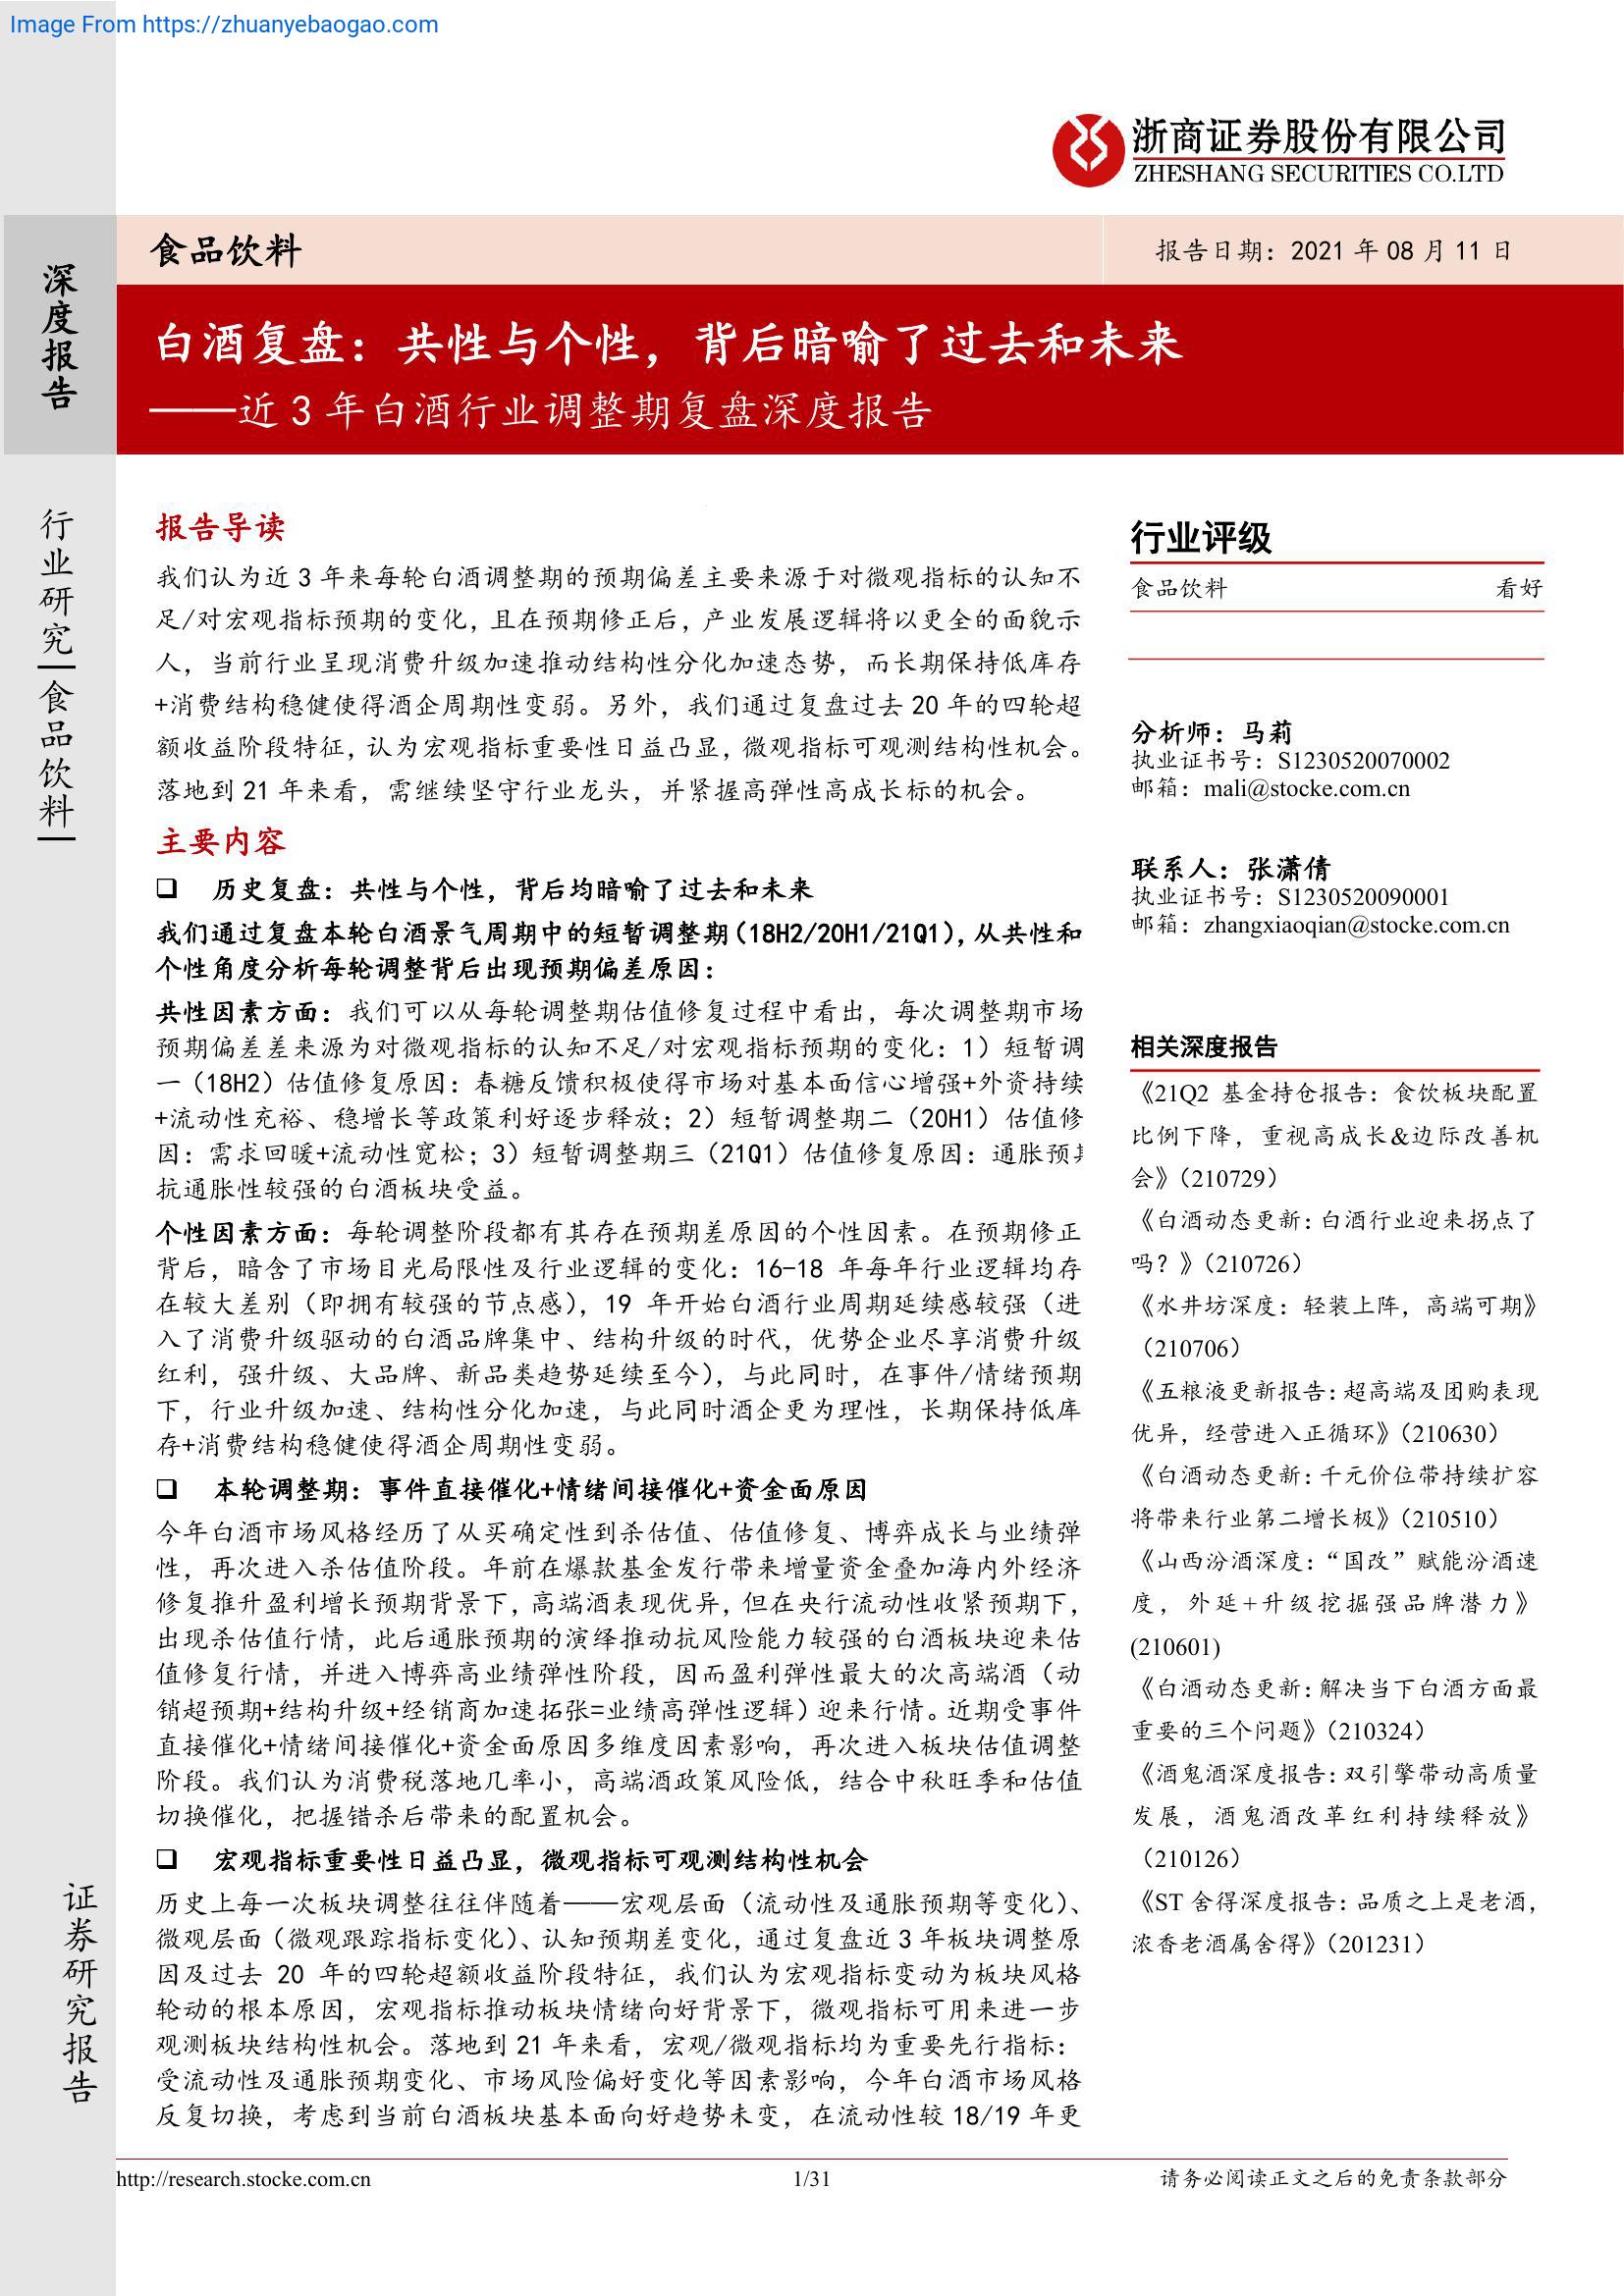 Image From https://zhuanyebaogao.com
浙商证券股份有限公司
ZHESHANG SECURITIES CO.LTD
深度报告
食品饮料
报告日期：2021 年 08 月 11 日
白酒复盘：共性与个性，背后暗喻了过去和未来
——近 3 年白酒行业调整期复盘深度报告
行业研究｜食品饮料｜
报告导读
我们认为近 3 年来每轮白酒调整期的预期偏差主要来源于对微观指标的认知不
足/对宏观指标预期的变化，且在预期修正后，产业发展逻辑将以更全的面貌示
人，当前行业呈现消费升级加速推动结构性分化加速态势，而长期保持低库存
+消费结构稳健使得酒企周期性变弱。另外，我们通过复盘过去 20 年的四轮超
额收益阶段特征，认为宏观指标重要性日益凸显，微观指标可观测结构性机会。
落地到 21 年来看，需继续坚守行业龙头，并紧握高弹性高成长标的机会。
主要内容
❑ 历史复盘：共性与个性，背后均暗喻了过去和未来
我们通过复盘本轮白酒景气周期中的短暂调整期（18H2/20H1/21Q1），从共性和
个性角度分析每轮调整背后出现预期偏差原因：
共性因素方面：我们可以从每轮调整期估值修复过程中看出，每次调整期市场
预期偏差差来源为对微观指标的认知不足/对宏观指标预期的变化：1）短暂调
一（18H2）估值修复原因：春糖反馈积极使得市场对基本面信心增强+外资持续
+流动性充裕、稳增长等政策利好逐步释放；2）短暂调整期二（20H1）估值修
因：需求回暖+流动性宽松；3）短暂调整期三（21Q1）估值修复原因：通胀预
抗通胀性较强的白酒板块受益。
个性因素方面：每轮调整阶段都有其存在预期差原因的个性因素。在预期修正
背后，暗含了市场目光局限性及行业逻辑的变化：16-18 年每年行业逻辑均存
在较大差别（即拥有较强的节点感），19 年开始白酒行业周期延续感较强（进
入了消费升级驱动的白酒品牌集中、结构升级的时代，优势企业尽享消费升级
红利，强升级、大品牌、新品类趋势延续至今），与此同时，在事件/情绪预期
下，行业升级加速、结构性分化加速，与此同时酒企更为理性，长期保持低库
存+消费结构稳健使得酒企周期性变弱。
❑ 本轮调整期：事件直接催化+情绪间接催化+资金面原因
今年白酒市场风格经历了从买确定性到杀估值、估值修复、博弈成长与业绩弹
性，再次进入杀估值阶段。年前在爆款基金发行带来增量资金叠加海内外经济
修复推升盈利增长预期背景下，高端酒表现优异，但在央行流动性收紧预期下，
出现杀估值行情，此后通胀预期的演绎推动抗风险能力较强的白酒板块迎来估
值修复行情，并进入博弈高业绩弹性阶段，因而盈利弹性最大的次高端酒（动
销超预期+结构升级+经销商加速拓张=业绩高弹性逻辑）迎来行情。近期受事件
直接催化+情绪间接催化+资金面原因多维度因素影响，再次进入板块估值调整
阶段。我们认为消费税落地几率小，高端酒政策风险低，结合中秋旺季和估值
切换催化，把握错杀后带来的配置机会。
❑ 宏观指标重要性日益凸显，微观指标可观测结构性机会
历史上每一次板块调整往往伴随着——宏观层面（流动性及通胀预期等变化）、
微观层面（微观跟踪指标变化）、认知预期差变化，通过复盘近 3 年板块调整原
因及过去 20 年的四轮超额收益阶段特征，我们认为宏观指标变动为板块风格
轮动的根本原因，宏观指标推动板块情绪向好背景下，微观指标可用来进一步
观测板块结构性机会。落地到 21 年来看，宏观/微观指标均为重要先行指标：
受流动性及通胀预期变化、市场风险偏好变化等因素影响，今年白酒市场风格
反复切换，考虑到当前白酒板块基本面向好趋势未变，在流动性较 18/19 年更
行业评级
食品饮料 看好
分析师：马莉
执业证书号：S1230520070002
邮箱：mali@stocke.com.cn
联系人：张潇倩
执业证书号：S1230520090001
邮箱：zhangxiaoqian@stocke.com.cn
相关深度报告
《21Q2 基金持仓报告：食饮板块配置
比例下降，重视高成长&边际改善机
会》（210729）
《白酒动态更新：白酒行业迎来拐点了
吗？》（210726）
《水井坊深度：轻装上阵，高端可期》
（210706）
《五粮液更新报告：超高端及团购表现
优异，经营进入正循环》（210630）
《白酒动态更新：千元价位带持续扩容
将带来行业第二增长极》（210510）
《山西汾酒深度：“国改”赋能汾酒速
度，外延+升级挖掘强品牌潜力》
(210601)
《白酒动态更新：解决当下白酒方面最
重要的三个问题》（210324）
《酒鬼酒深度报告：双引擎带动高质量
发展，酒鬼酒改革红利持续释放》
（210126）
《ST 舍得深度报告：品质之上是老酒，
浓香老酒属舍得》（201231）
证券研究报告
http://research.stocke.com.cn
1/31
请务必阅读正文之后的免责条款部分